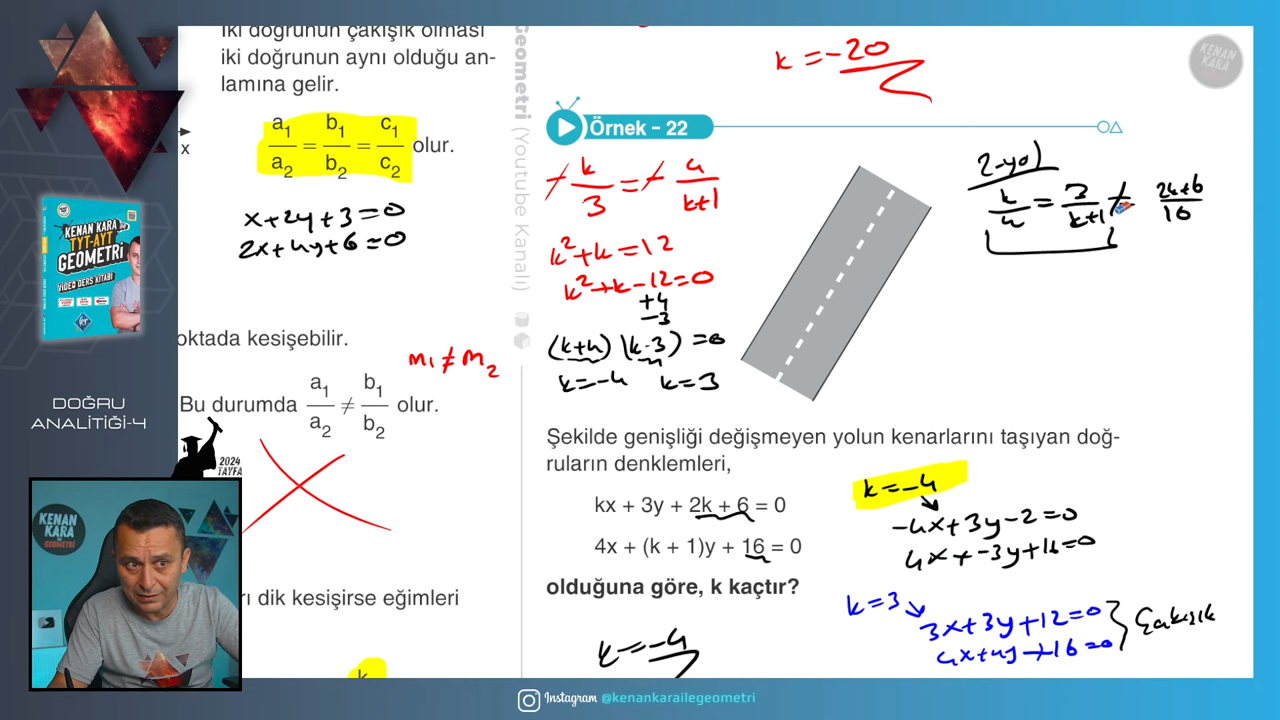 İki doğrunun çakışık olması
iki doğrunun aynı olduğu an-
lamına gelir.
a1/a2 = b1/b2 = c1/c2 olur.
x
x+2y+3=0
2x+4y+6=0
oktada kesişebilir.
m1 ≠ m2
Bu durumda a1/a2 ≠ b1/b2 olur.
rı dik kesişirse eğimleri
k
KENAN KARA
TYT-AYT
GEOMETRİ
VİDEO DERS KİTABI
DOĞRU
ANALİTİĞİ-4
2024
TAYFA
KENAN
KARA
GEOMETRİ
Geometri (Youtube Kanalı)
k=-20
KENAN
KARA
Örnek - 22
-k/3 = -4/k+1
k²+k=12
k²+k-12=0
+4
-3
(k+4)(k-3)=0
k=-4 k=3
2-yol
k/4 = 3/k+1 ≠ 2k+6/16
Şekilde genişliği değişmeyen yolun kenarlarını taşıyan doğ-
ruların denklemleri,
kx + 3y + 2k + 6 = 0
4x + (k + 1)y + 16 = 0
olduğuna göre, k kaçtır?
k=-4
k=-4
-4x+3y-2=0
4x+-3y+16=0
k=3
3x+3y+12=0
4x+4y+16=0
Çakışık
Instagram @kenankarailegeometri